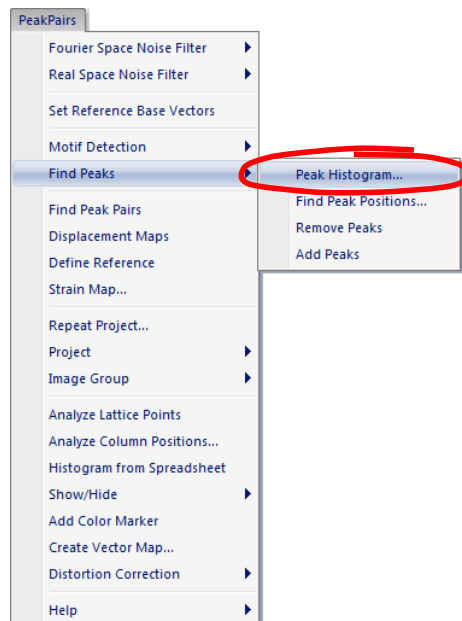 PeakPairs
Fourier Space Noise Filter
Real Space Noise Filter
Set Reference Base Vectors
Motif Detection
Find Peaks
Peak Histogram...
Find Peak Positions...
Remove Peaks
Add Peaks
Find Peak Pairs
Displacement Maps
Define Reference
Strain Map...
Repeat Project...
Project
Image Group
Analyze Lattice Points
Analyze Column Positions...
Histogram from Spreadsheet
Show/Hide
Add Color Marker
Create Vector Map...
Distortion Correction
Help